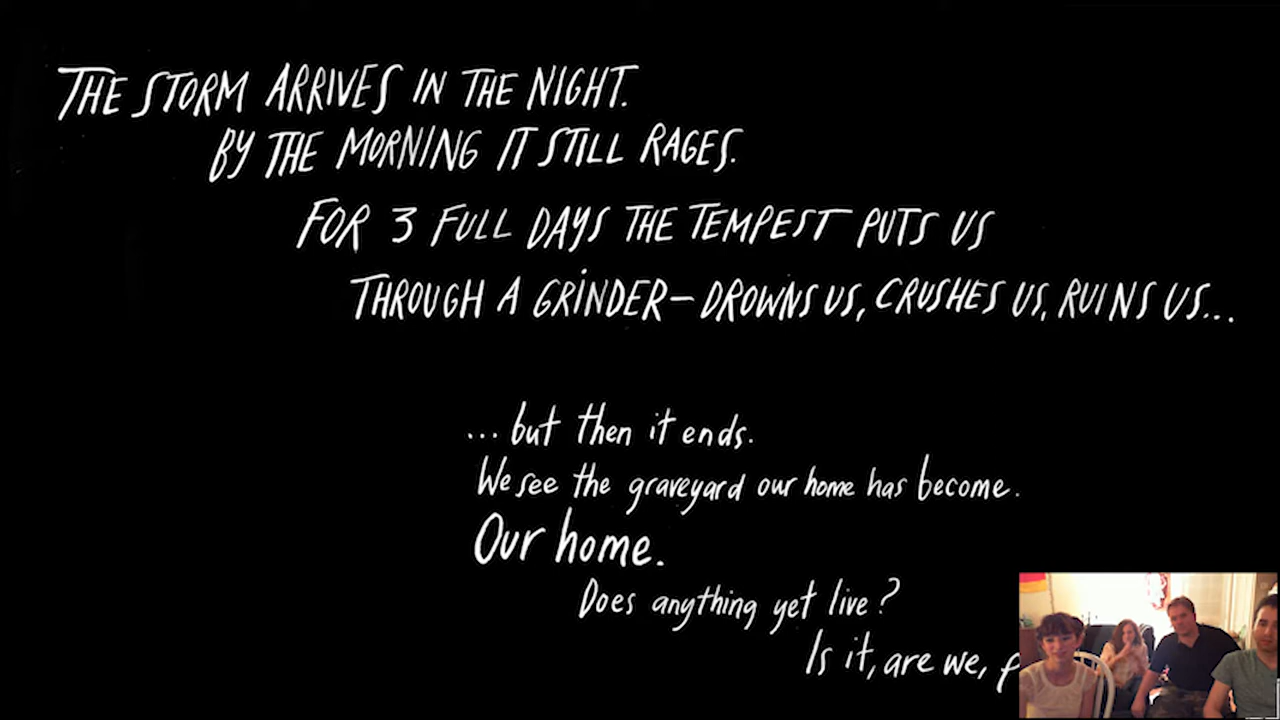 THE STORM ARRIVES IN THE NIGHT.
BY THE MORNING IT STILL RAGES.
FOR 3 FULL DAYS THE TEMPEST PUTS US
THROUGH A GRINDER–DROWNS US, CRUSHES US, RUINS US...
...but then it ends.
We see the graveyard our home has become.
Our home.
Does anything yet live?
Is it, are we,